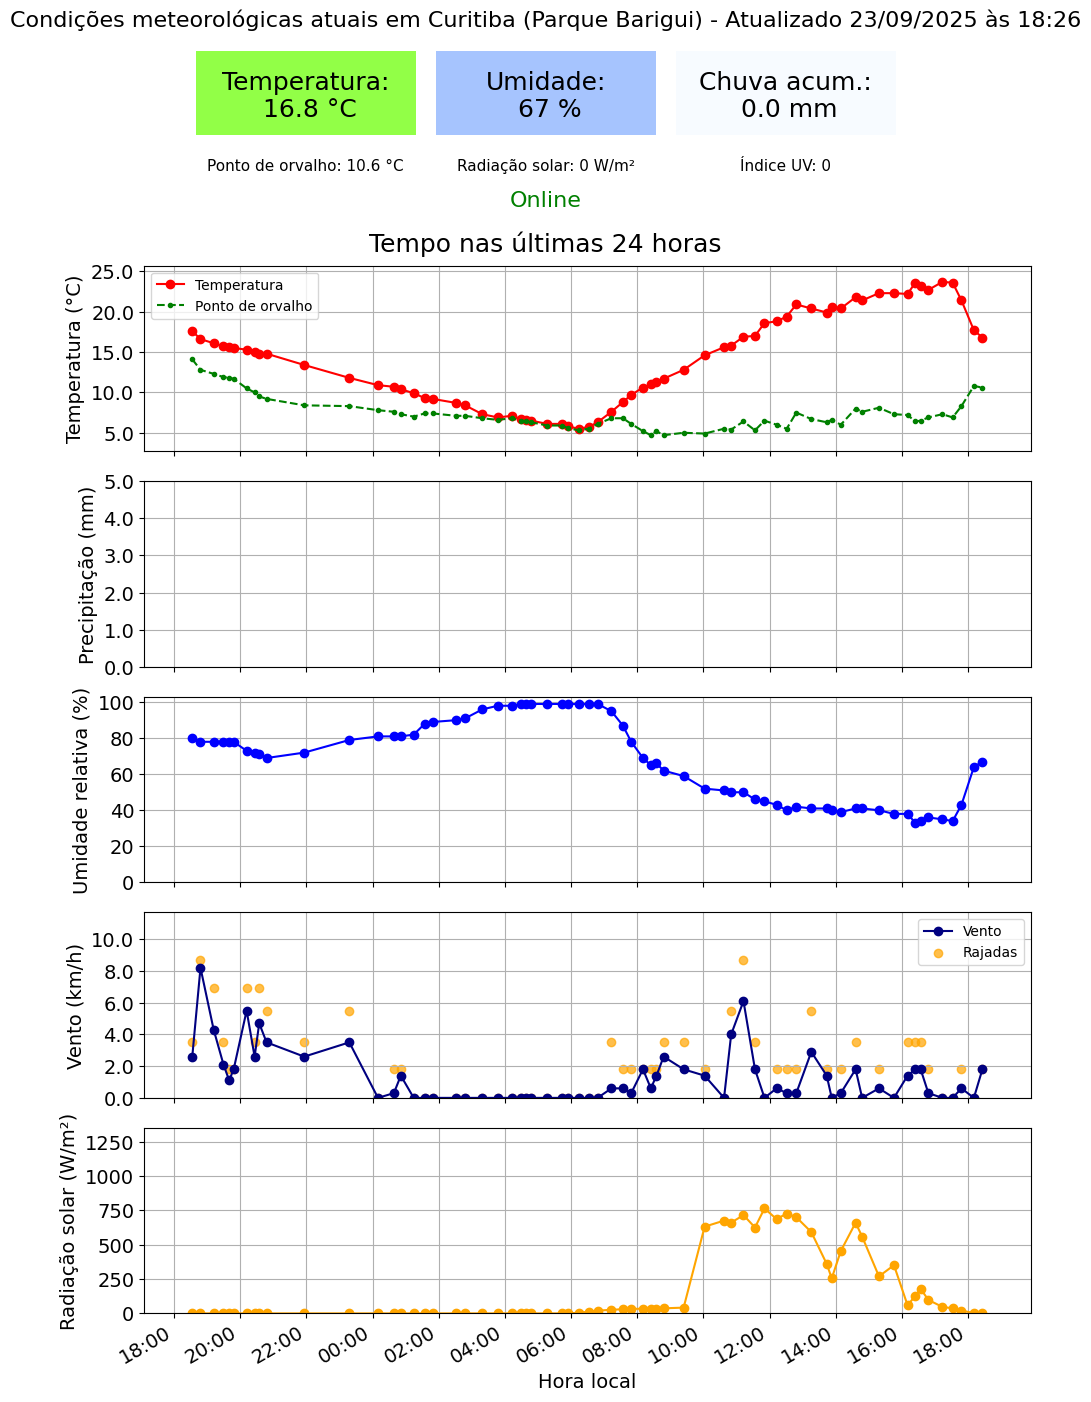 Condições meteorológicas atuais em Curitiba (Parque Barigui) - Atualizado 23/09/2025 às 18:26
Temperatura:
16.8 °C
Umidade:
67 %
Chuva acum.:
0.0 mm
Ponto de orvalho: 10.6 °C
Radiação solar: 0 W/m²
Índice UV: 0
Online
Tempo nas últimas 24 horas
Temperatura (°C)
25.0
20.0
15.0
10.0
5.0
Temperatura
Ponto de orvalho
Precipitação (mm)
5.0
4.0
3.0
2.0
1.0
0.0
Umidade relativa (%)
100
80
60
40
20
0
Vento (km/h)
10.0
8.0
6.0
4.0
2.0
0.0
Vento
Rajadas
Radiação solar (W/m²)
1250
1000
750
500
250
0
18:00
20:00
22:00
00:00
02:00
04:00
06:00
08:00
10:00
12:00
14:00
16:00
18:00
Hora local